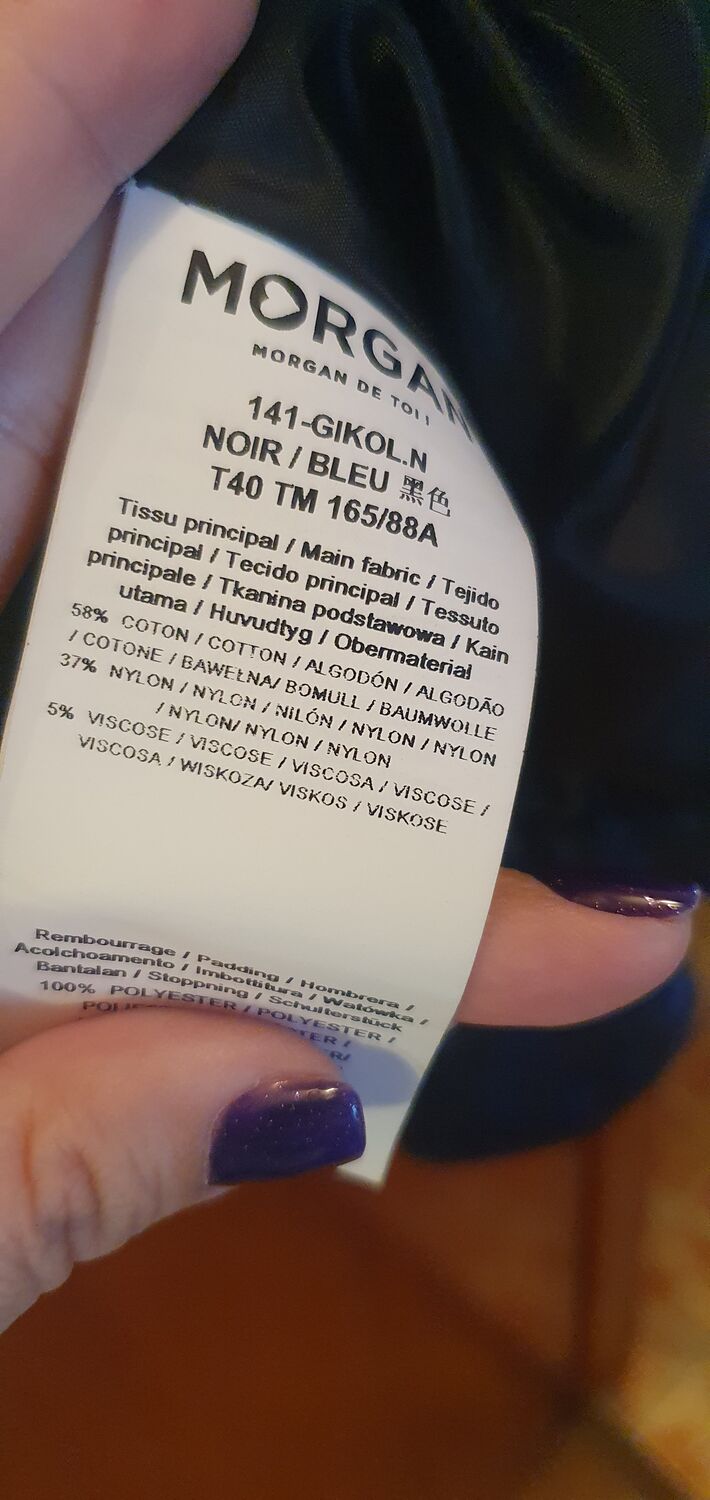 MORGAN
MORGAN DE TOI !
141-GIKOL.N
NOIR / BLEU 黑色
T40 TM 165/88A
Tissu principal / Main fabric / Tejido
principal / Tecido principal / Tessuto
principale / Tkanina podstawowa / Kain
utama / Huvudtyg / Obermaterial
58% COTON / COTTON / ALGODÓN / ALGODÃO
/ COTONE / BAWEŁNA/ BOMULL / BAUMWOLLE
37% NYLON / NYLON / NILÓN / NYLON / NYLON
/ NYLON/ NYLON / NYLON
5% VISCOSE / VISCOSE / VISCOSA / VISCOSE /
VISCOSA / WISKOZA/ VISKOS / VISKOSE
Rembourrage / Padding / Hombrera /
Acolchoamento / Imbottitura / Watówka /
Bantalan / Stoppning / Schulterstück
100% POLYESTER / POLYESTER /